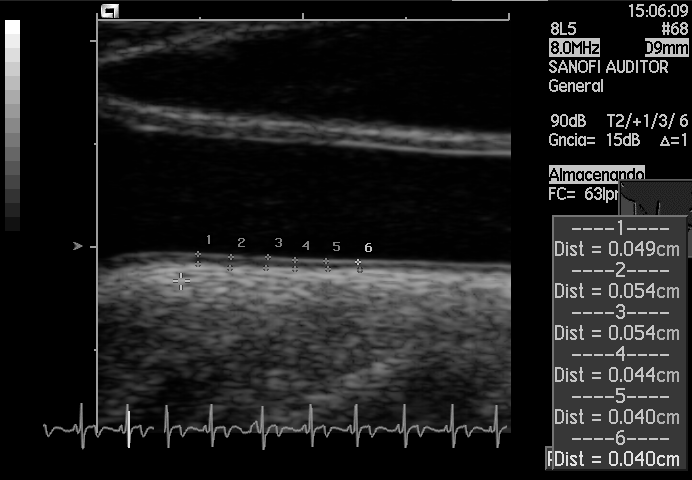 15:06:09
8L5 #68
8.0MHz 09mm
SANOFI AUDITOR
General
90dB T2/+1/3/ 6
Gncia= 15dB Δ=1
Almacenando
FC= 63lpm
1 2 3 4 5 6
----1----
Dist = 0.049cm
----2----
Dist = 0.054cm
----3----
Dist = 0.054cm
----4----
Dist = 0.044cm
----5----
Dist = 0.040cm
----6----
Dist = 0.040cm